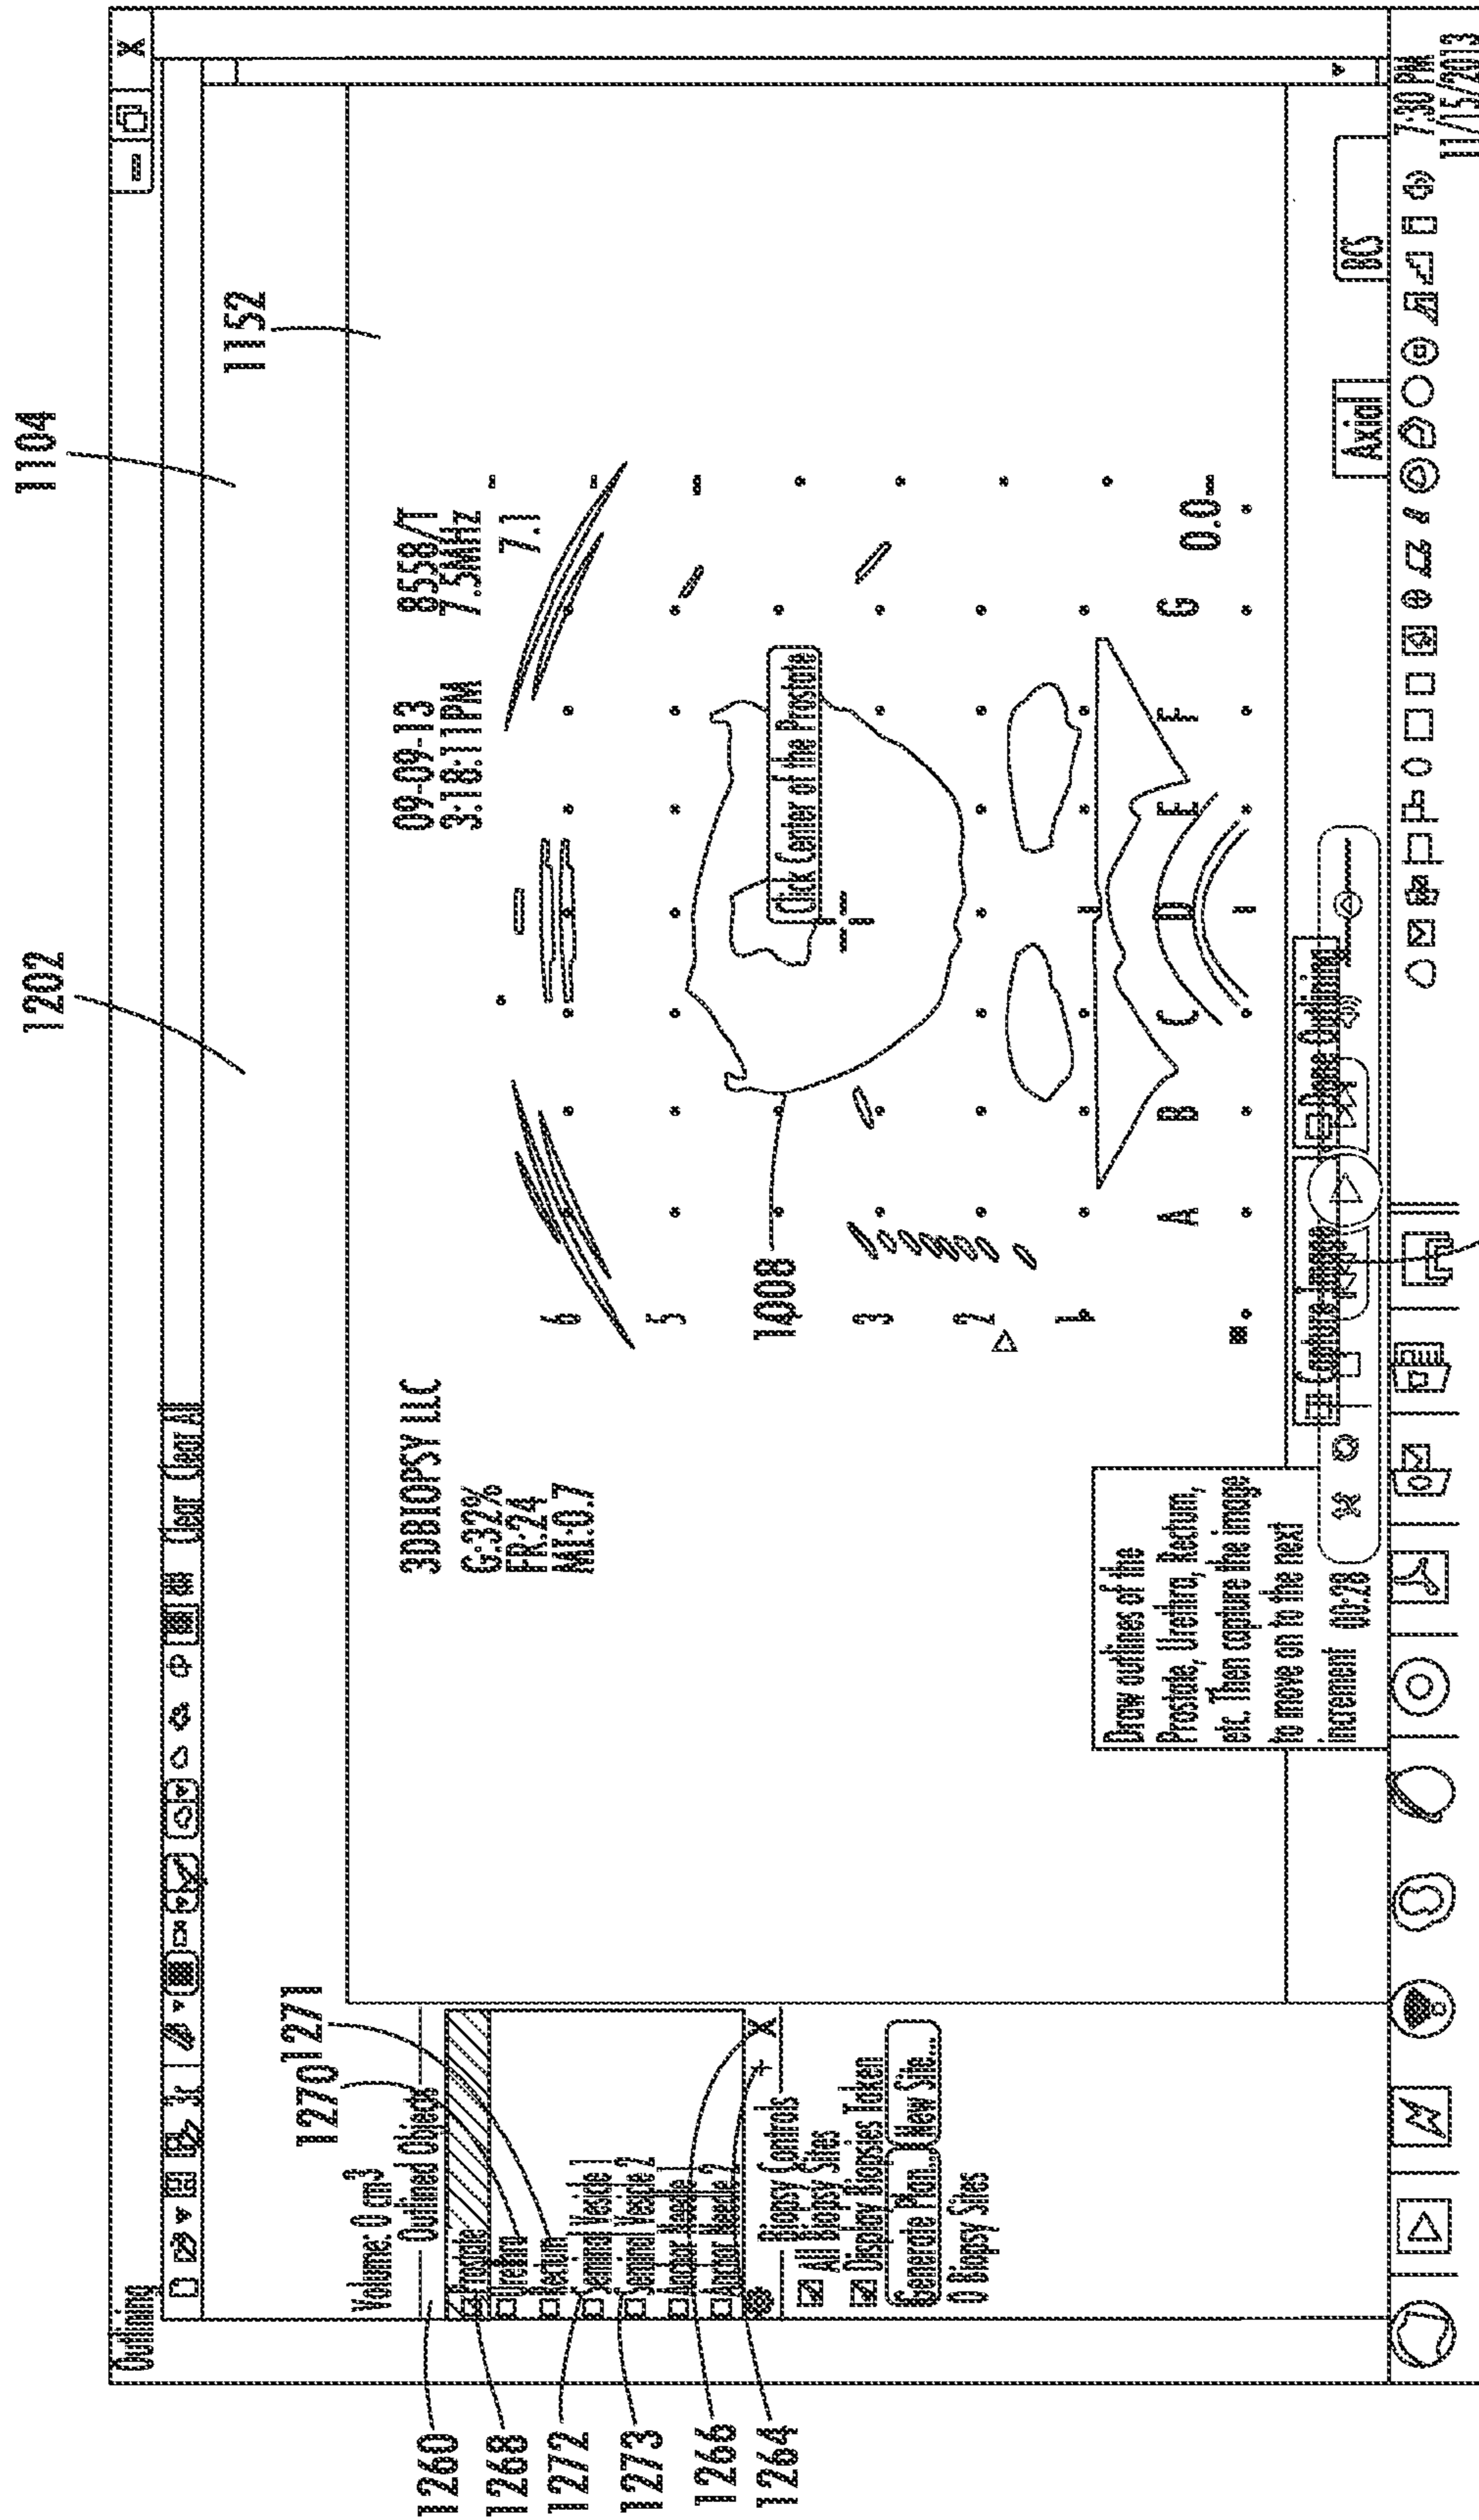 1202
1104
Outlining
X
Clear Clear All
1152
1270
1271
Volume: 0 cm3
Outlined Objects
1260
Prostate
1268
Urethra
Rectum
1272
Seminal Vesicle 1
1273
Seminal Vesicle 2
1266
Anchor Needle 1
Anchor Needle 2
1264
+ X
Biopsy Controls
All Biopsy Sites
Display Biopsies Taken
Generate Plan...
New Site...
0 Biopsy Sites
3DBIOPSY LLC
09-09-13
8558/T
G:32%
3:18:11PM
7.5MHz
FR:24
7.1
MI:0.7
6
5
1008
Click Center of the Prostate
3
2
1
A B C D E F G
0.0
Draw outlines of the
Prostate, Urethra, Rectum,
etc. Then capture the image
to move on to the next
increment
00:28
Capture Image
Done Outlining
Axial
BCS
7:30 PM
11/15/2013